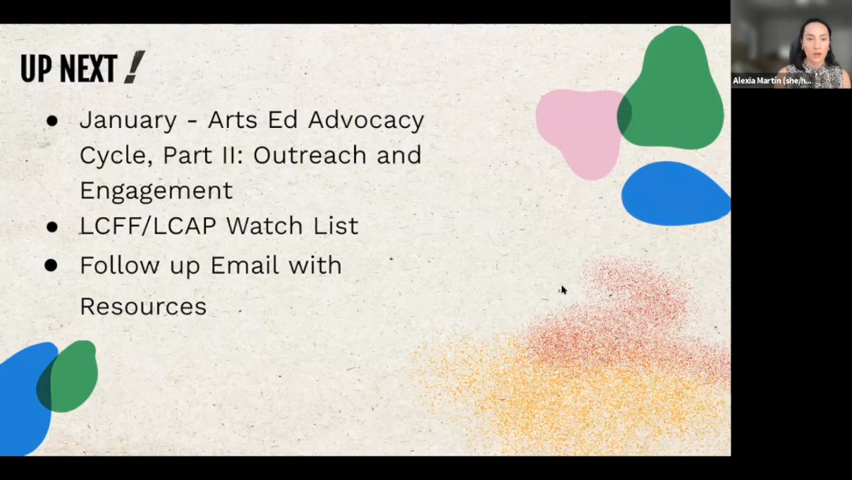 UP NEXT!
Alexia Martín (she/h...
● January - Arts Ed Advocacy
Cycle, Part II: Outreach and
Engagement
● LCFF/LCAP Watch List
● Follow up Email with
Resources